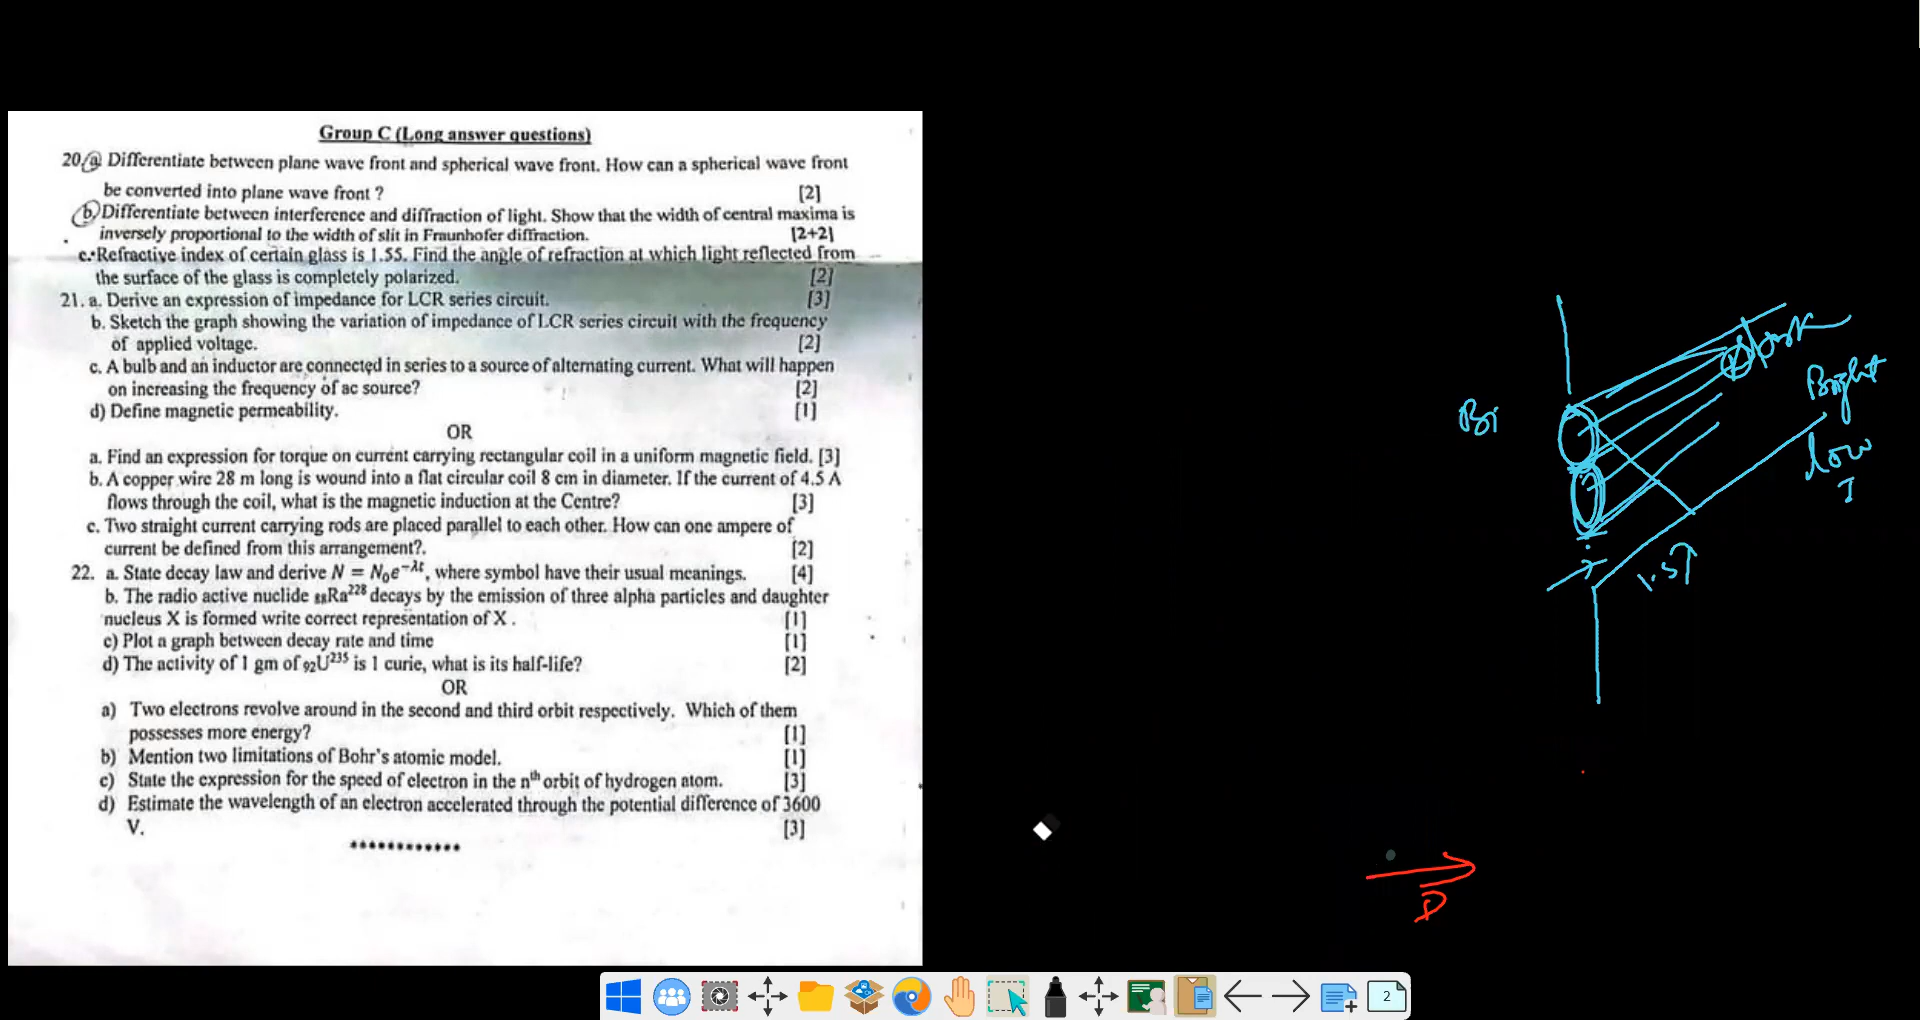 Group C (Long answer questions)
20. a) Differentiate between plane wave front and spherical wave front. How can a spherical wave front
be converted into plane wave front ? [2]
b. Differentiate between interference and diffraction of light. Show that the width of central maxima is
inversely proportional to the width of slit in Fraunhofer diffraction. [2+2]
c. Refractive index of certain glass is 1.55. Find the angle of refraction at which light reflected from
the surface of the glass is completely polarized. [2]
21. a. Derive an expression of impedance for LCR series circuit. [3]
b. Sketch the graph showing the variation of impedance of LCR series circuit with the frequency
of applied voltage. [2]
c. A bulb and an inductor are connected in series to a source of alternating current. What will happen
on increasing the frequency of ac source? [2]
d) Define magnetic permeability. [1]
OR
a. Find an expression for torque on current carrying rectangular coil in a uniform magnetic field. [3]
b. A copper wire 28 m long is wound into a flat circular coil 8 cm in diameter. If the current of 4.5 A
flows through the coil, what is the magnetic induction at the Centre? [3]
c. Two straight current carrying rods are placed parallel to each other. How can one ampere of
current be defined from this arrangement?. [2]
22. a. State decay law and derive N = N₀e^−λt, where symbol have their usual meanings. [4]
b. The radio active nuclide ₈₈Ra²²⁸ decays by the emission of three alpha particles and daughter
nucleus X is formed write correct representation of X . [1]
c) Plot a graph between decay rate and time [1]
d) The activity of 1 gm of ₉₂U²³⁵ is 1 curie, what is its half-life? [2]
OR
a) Two electrons revolve around in the second and third orbit respectively. Which of them
possesses more energy? [1]
b) Mention two limitations of Bohr's atomic model. [1]
c) State the expression for the speed of electron in the nᵗʰ orbit of hydrogen atom. [3]
d) Estimate the wavelength of an electron accelerated through the potential difference of 3600
V. [3]
************
Bright
Bi
low
I
D
2